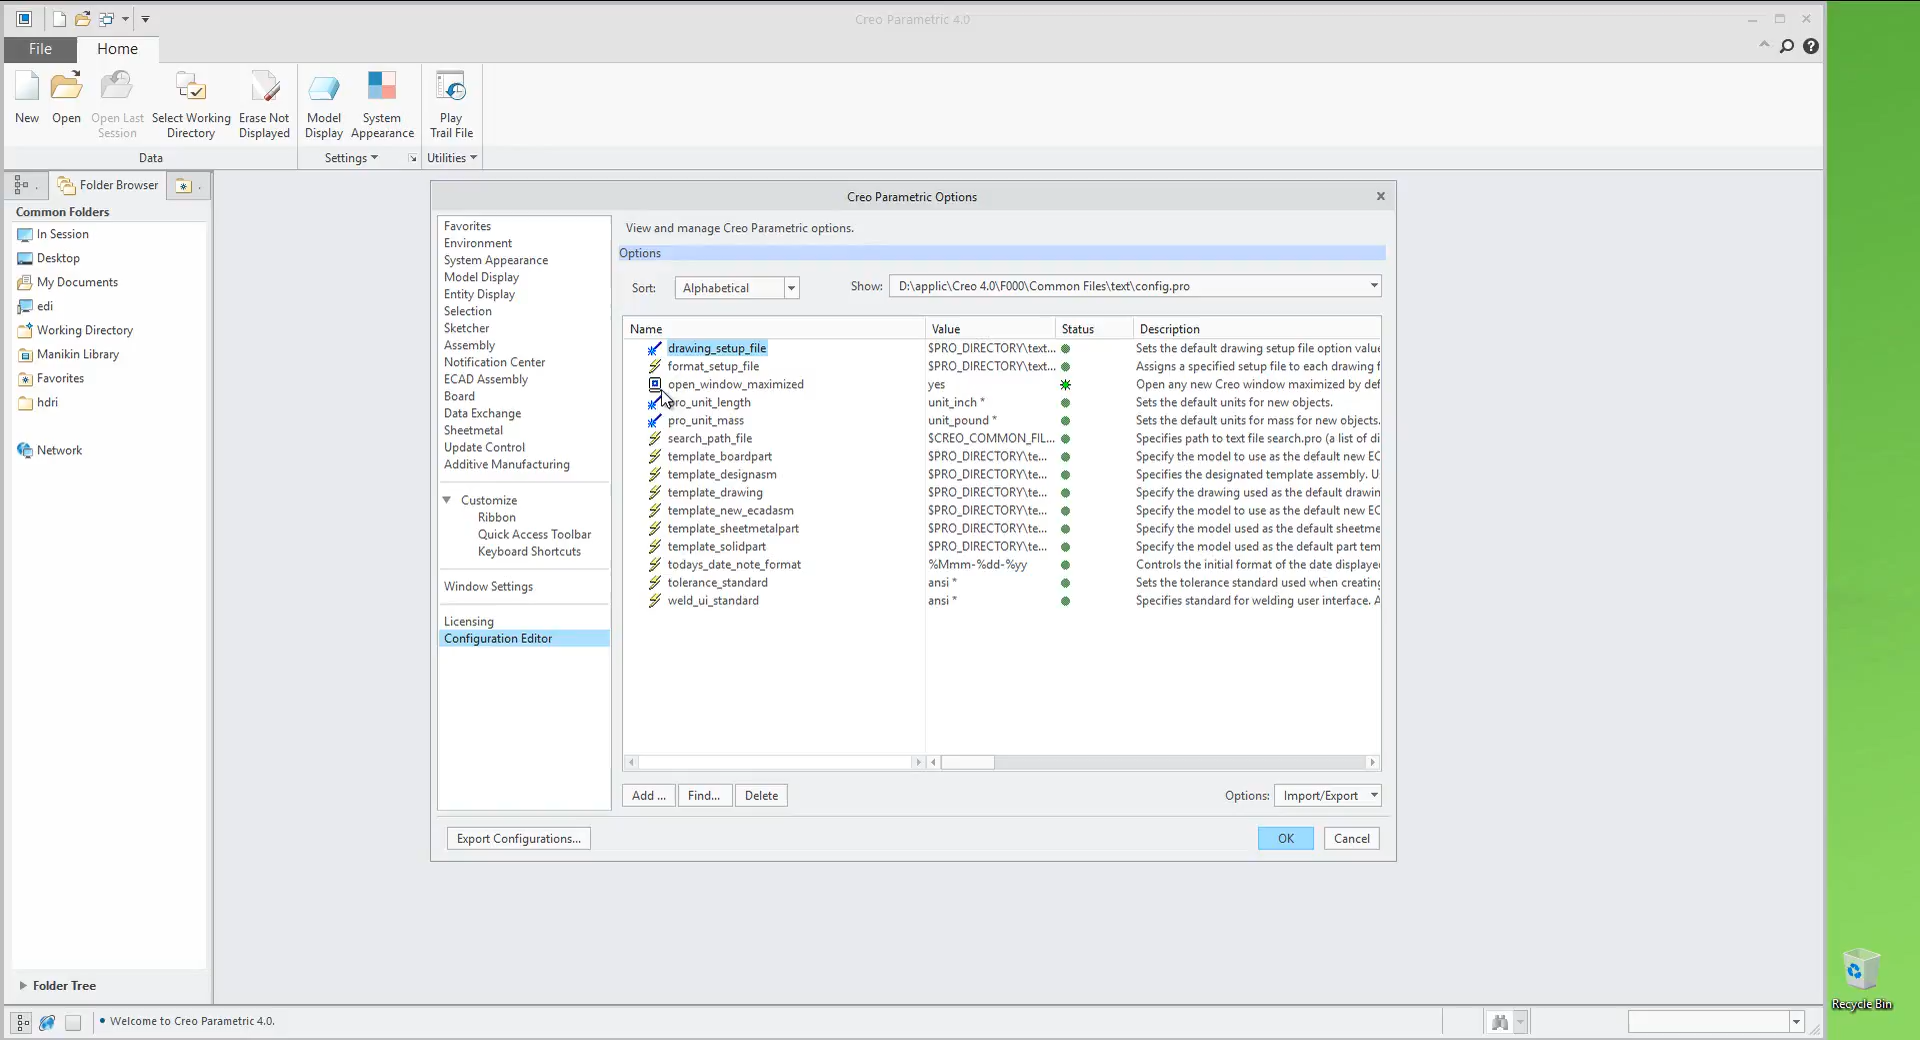 Creo Parametric 4.0
File
Home
New
Open
Open Last
Session
Select Working
Directory
Erase Not
Displayed
Model
Display
System
Appearance
Play
Trail File
Data
Settings
Utilities
Folder Browser
Common Folders
In Session
Desktop
My Documents
edi
Working Directory
Manikin Library
Favorites
hdri
Network
Folder Tree
Creo Parametric Options
Favorites
Environment
System Appearance
Model Display
Entity Display
Selection
Sketcher
Assembly
Notification Center
ECAD Assembly
Board
Data Exchange
Sheetmetal
Update Control
Additive Manufacturing
Customize
Ribbon
Quick Access Toolbar
Keyboard Shortcuts
Window Settings
Licensing
Configuration Editor
View and manage Creo Parametric options.
Options
Sort: Alphabetical
Show: D:\applic\Creo 4.0\F000\Common Files\text\config.pro
Name Value Status Description
drawing_setup_file $PRO_DIRECTORY\text... Sets the default drawing setup file option value
format_setup_file $PRO_DIRECTORY\text... Assigns a specified setup file to each drawing f
open_window_maximized yes Open any new Creo window maximized by def
pro_unit_length unit_inch * Sets the default units for new objects.
pro_unit_mass unit_pound * Sets the default units for mass for new objects.
search_path_file $CREO_COMMON_FIL... Specifies path to text file search.pro (a list of di
template_boardpart $PRO_DIRECTORY\te... Specify the model to use as the default new EC
template_designasm $PRO_DIRECTORY\te... Specifies the designated template assembly. U
template_drawing $PRO_DIRECTORY\te... Specify the drawing used as the default drawin
template_new_ecadasm $PRO_DIRECTORY\te... Specify the model to use as the default new EC
template_sheetmetalpart $PRO_DIRECTORY\te... Specify the model used as the default sheetme
template_solidpart $PRO_DIRECTORY\te... Specify the model used as the default part tem
todays_date_note_format %Mmm-%dd-%yy Controls the initial format of the date displaye
tolerance_standard ansi * Sets the tolerance standard used when creating
weld_ui_standard ansi * Specifies standard for welding user interface. A
Add ...
Find...
Delete
Options: Import/Export
Export Configurations...
OK
Cancel
Welcome to Creo Parametric 4.0.
Recycle Bin